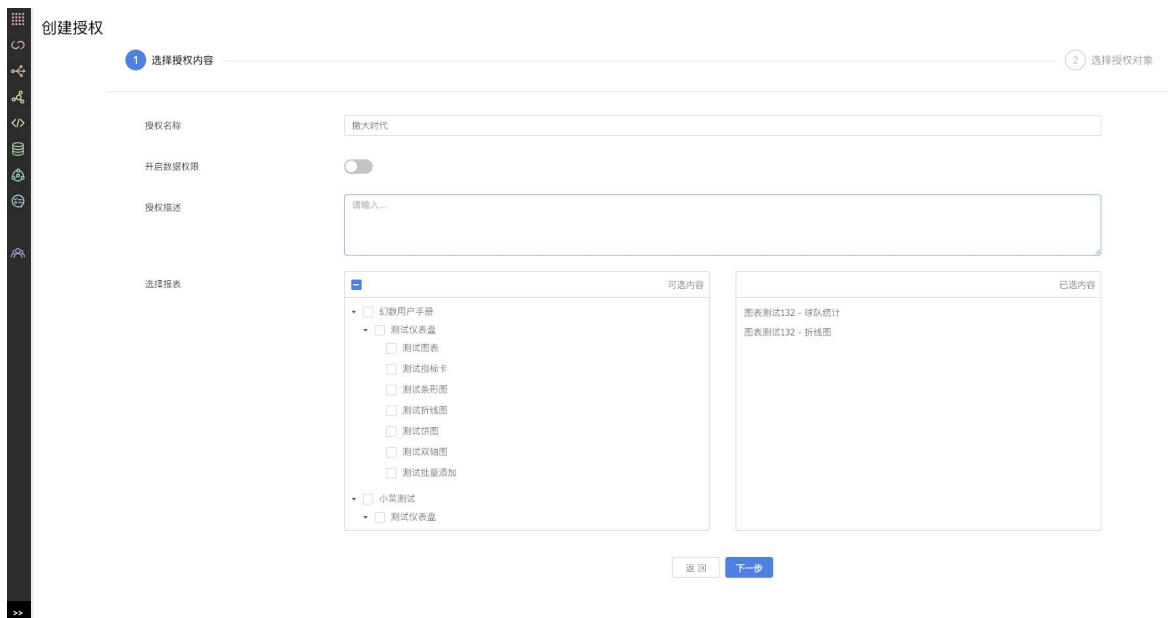 创建授权
1 选择授权内容
2 选择授权对象
授权名称
撒大时代
开启数据权限
授权描述
请输入...
选择报表
可选内容
幻数用户手册
测试仪表盘
测试图表
测试指标卡
测试条形图
测试折线图
测试饼图
测试双轴图
测试批量添加
小菜测试
测试仪表盘
已选内容
图表测试132 - 球队统计
图表测试132 - 折线图
返 回
下一步
>>